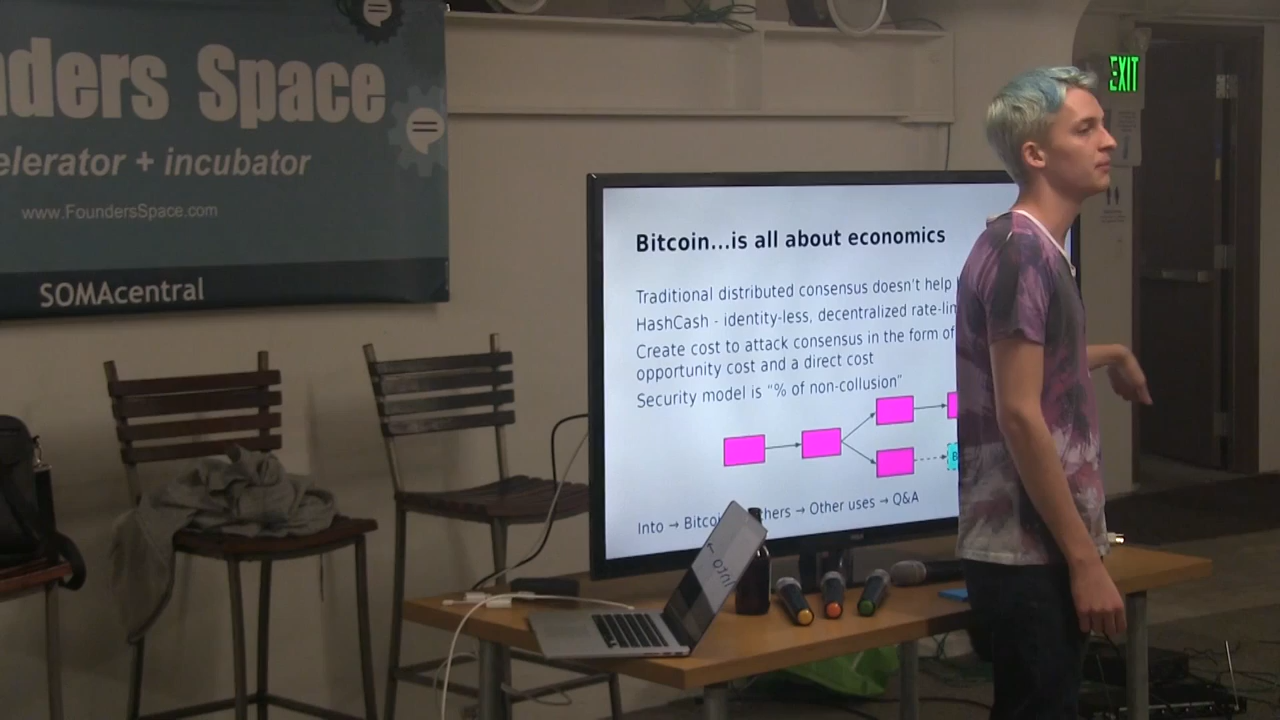 nders Space
elerator + incubator
www.FoundersSpace.com
SOMAcentral
EXIT
Bitcoin...is all about economics
Traditional distributed consensus doesn't help
HashCash - identity-less, decentralized rate-lim
Create cost to attack consensus in the form of
opportunity cost and a direct cost
Security model is "% of non-collusion"
B
Into → Bitcoi hers → Other uses → Q&A